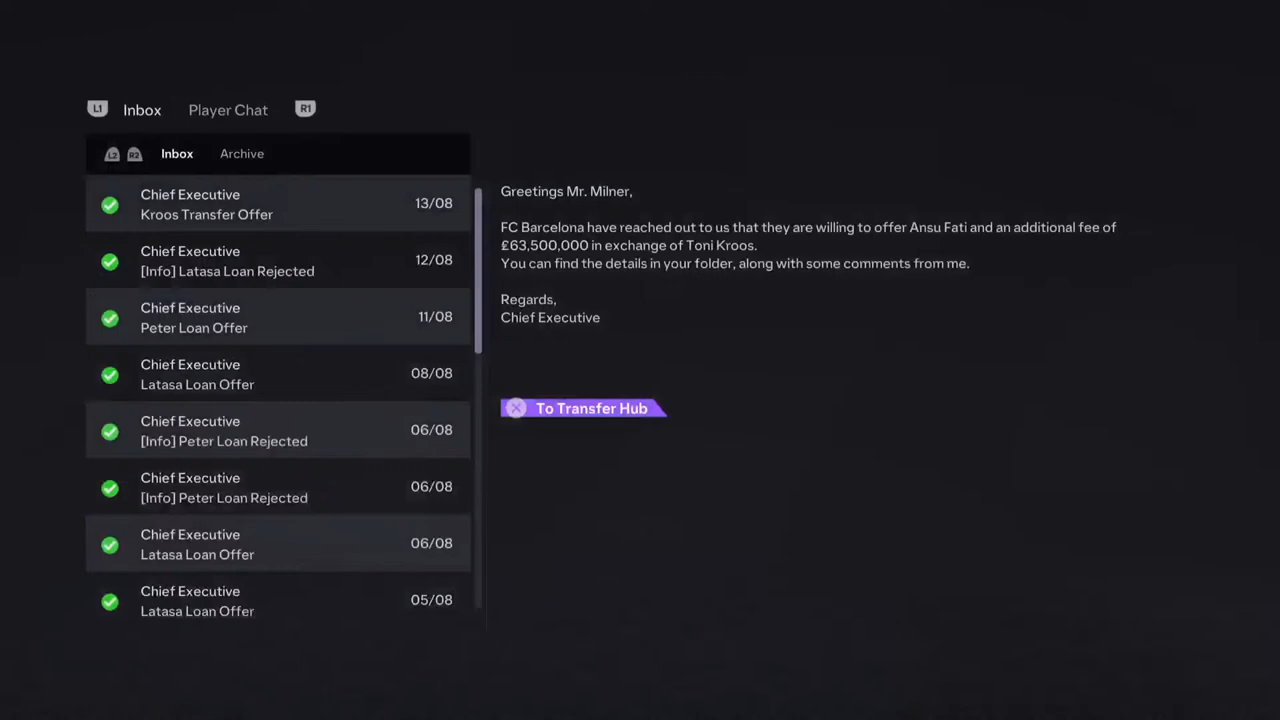 L1 Inbox Player Chat R1
L2 R2 Inbox Archive
Chief Executive
Kroos Transfer Offer
13/08
Chief Executive
[Info] Latasa Loan Rejected
12/08
Chief Executive
Peter Loan Offer
11/08
Chief Executive
Latasa Loan Offer
08/08
Chief Executive
[Info] Peter Loan Rejected
06/08
Chief Executive
[Info] Peter Loan Rejected
06/08
Chief Executive
Latasa Loan Offer
06/08
Chief Executive
Latasa Loan Offer
05/08
Greetings Mr. Milner,
FC Barcelona have reached out to us that they are willing to offer Ansu Fati and an additional fee of
£63,500,000 in exchange of Toni Kroos.
You can find the details in your folder, along with some comments from me.
Regards,
Chief Executive
To Transfer Hub